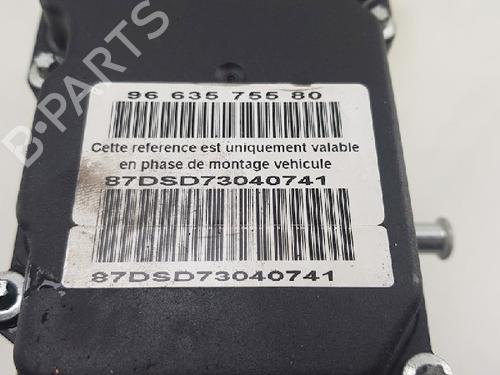 96 635 755 80
Cette reference est uniquement valable
en phase de montage vehicule
87DSD73040741
87DSD73040741
B-PARTS